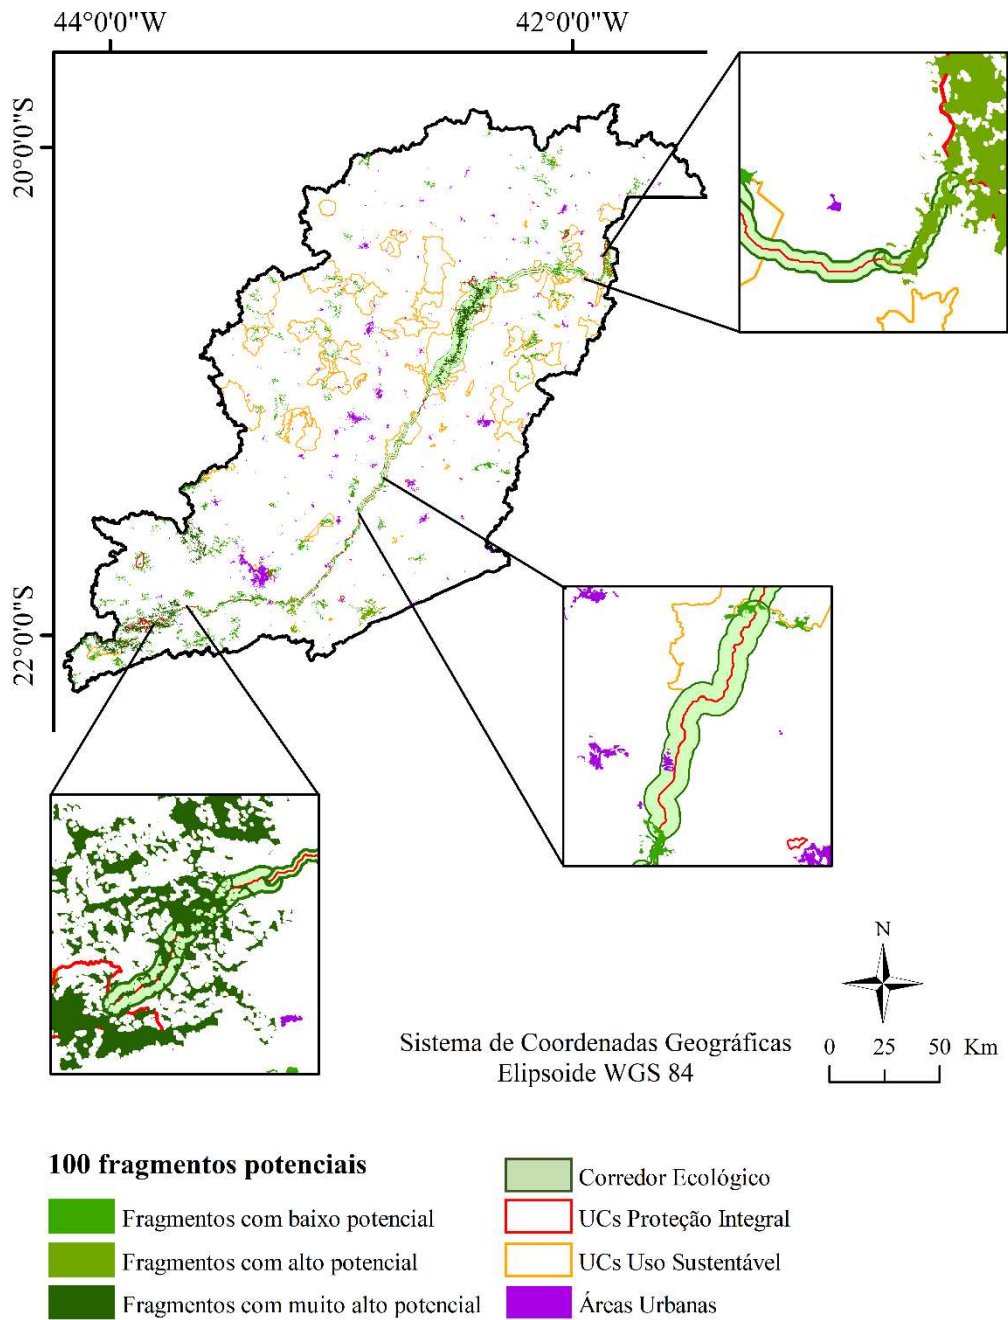 44°0'0"W
42°0'0"W
20°0'0"S
22°0'0"S
N
Sistema de Coordenadas Geográficas
Elipsoide WGS 84
0 25 50 Km
100 fragmentos potenciais
Fragmentos com baixo potencial
Fragmentos com alto potencial
Fragmentos com muito alto potencial
Corredor Ecológico
UCs Proteção Integral
UCs Uso Sustentável
Áreas Urbanas